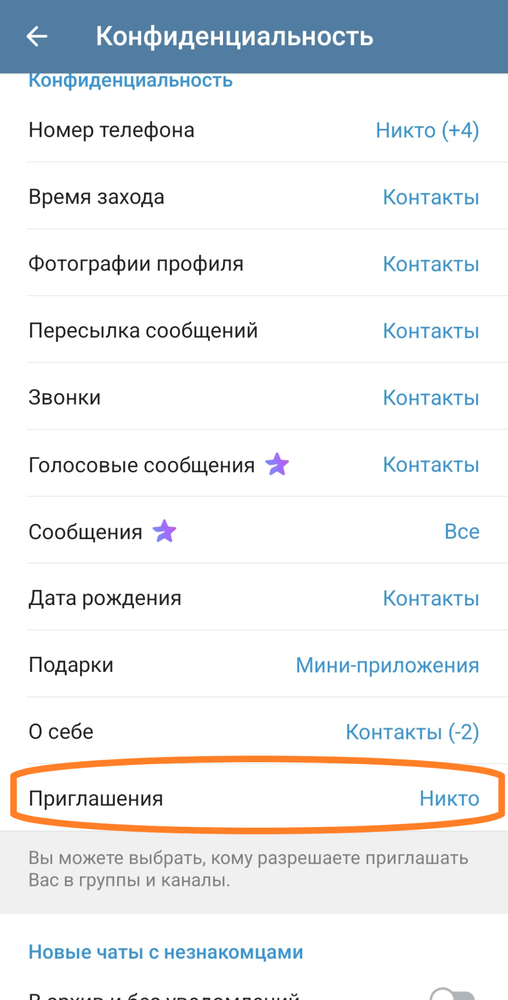 Конфиденциальность
Конфиденциальность
Номер телефона Никто (+4)
Время захода Контакты
Фотографии профиля Контакты
Пересылка сообщений Контакты
Звонки Контакты
Голосовые сообщения Контакты
Сообщения Все
Дата рождения Контакты
Подарки Мини-приложения
О себе Контакты (-2)
Приглашения Никто
Вы можете выбрать, кому разрешаете приглашать
Вас в группы и каналы.
Новые чаты с незнакомцами
В архив и без уведомлений